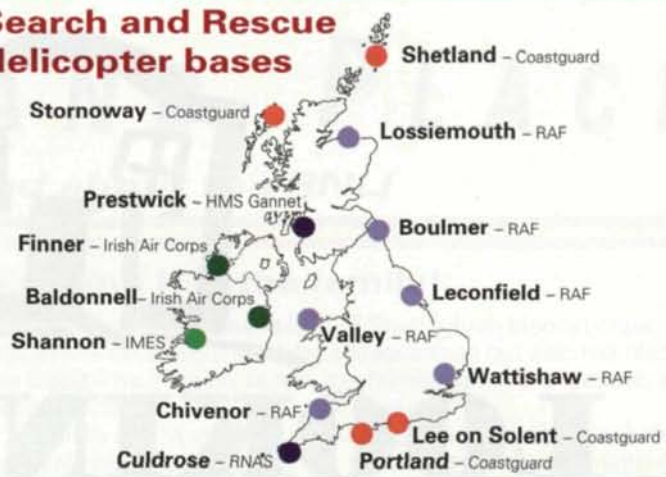 Search and Rescue
Helicopter bases
Shetland – Coastguard
Stornoway – Coastguard
Lossiemouth – RAF
Prestwick – HMS Gannet
Boulmer – RAF
Finner – Irish Air Corps
Baldonnell – Irish Air Corps
Leconfield – RAF
Shannon – IMES
Valley – RAF
Wattishaw – RAF
Chivenor – RAF
Lee on Solent – Coastguard
Culdrose – RNAS
Portland – Coastguard